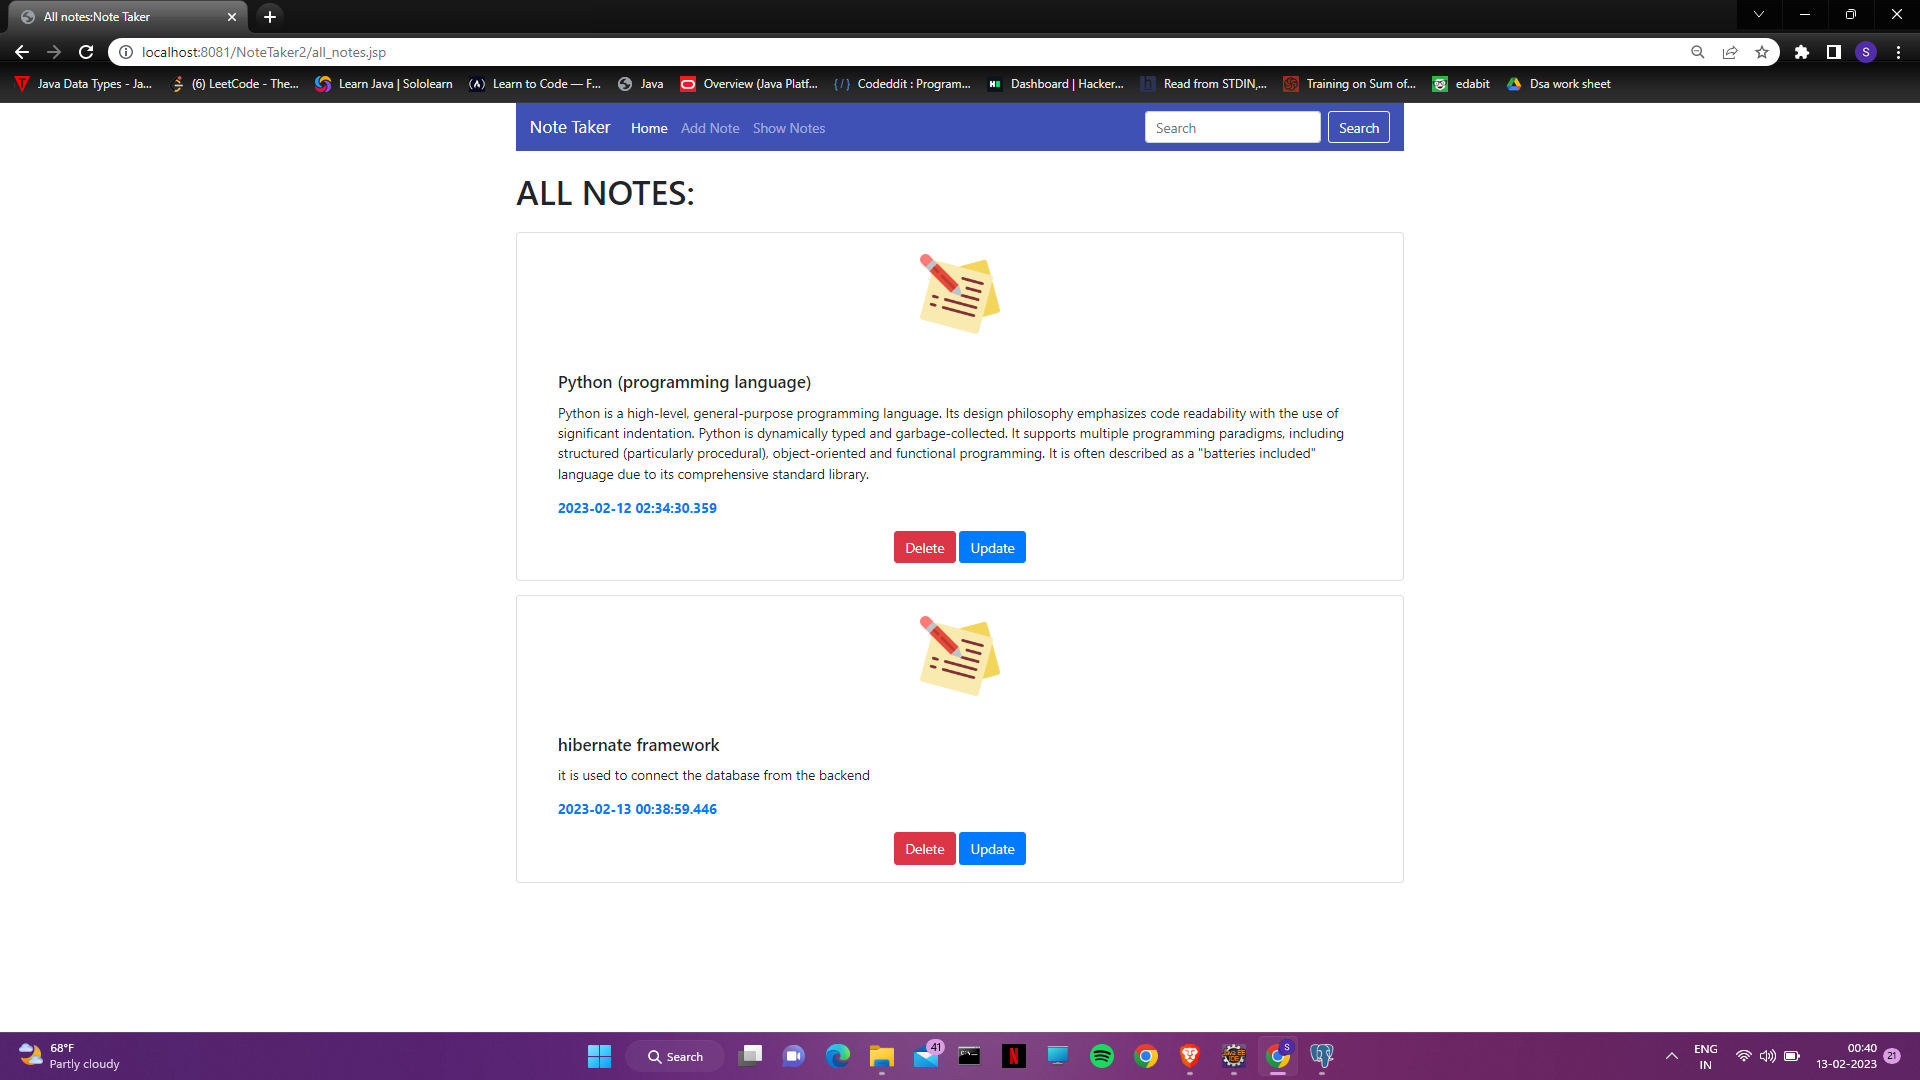 All notes:Note Taker
localhost:8081/NoteTaker2/all_notes.jsp
S
Java Data Types - Ja... (6) LeetCode - The... Learn Java | Sololearn Learn to Code — F... Java Overview (Java Platf... Codeddit : Program... Dashboard | Hacker... Read from STDIN,... Training on Sum of... edabit Dsa work sheet
Note Taker Home Add Note Show Notes Search Search
ALL NOTES:
Python (programming language)
Python is a high-level, general-purpose programming language. Its design philosophy emphasizes code readability with the use of
significant indentation. Python is dynamically typed and garbage-collected. It supports multiple programming paradigms, including
structured (particularly procedural), object-oriented and functional programming. It is often described as a "batteries included"
language due to its comprehensive standard library.
2023-02-12 02:34:30.359
Delete Update
hibernate framework
it is used to connect the database from the backend
2023-02-13 00:38:59.446
Delete Update
68°F
Partly cloudy
Search
41
S
ENG
IN
00:40
13-02-2023
21